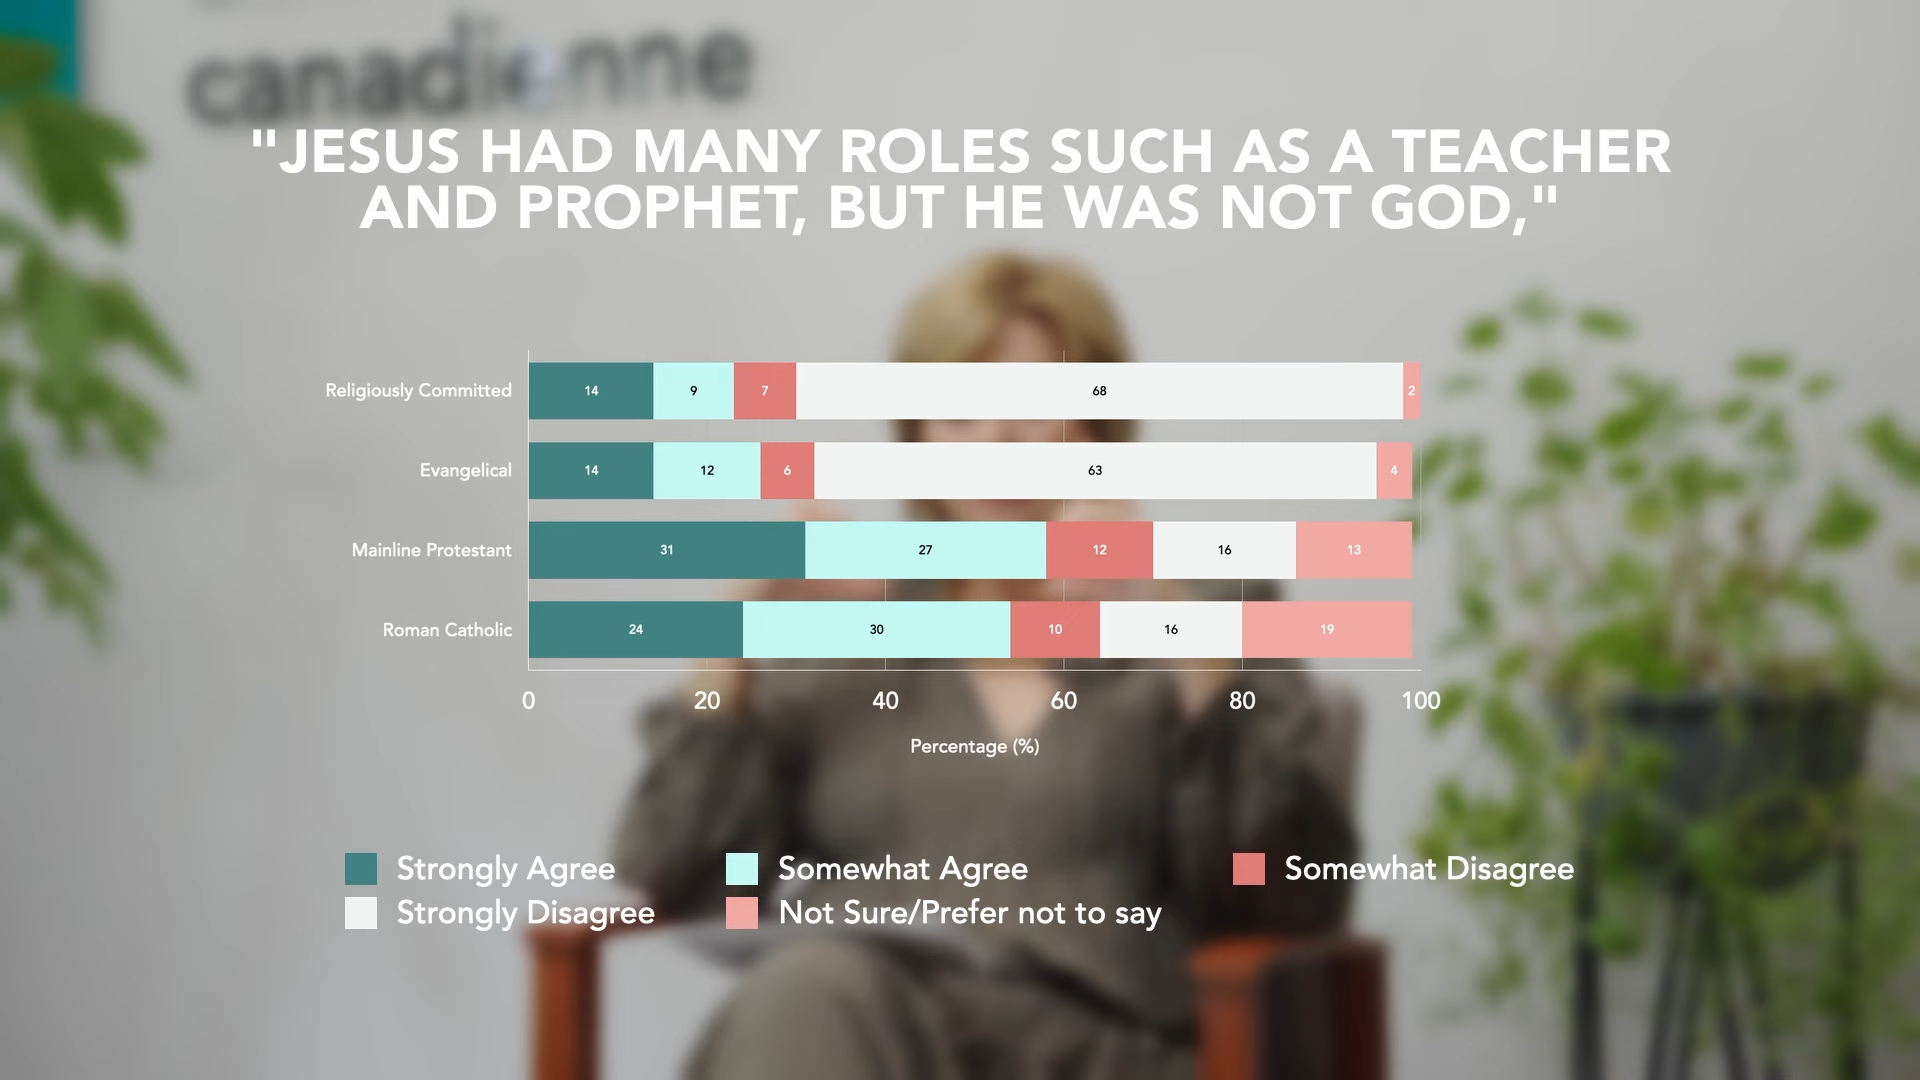 canadienne
"JESUS HAD MANY ROLES SUCH AS A TEACHER
AND PROPHET, BUT HE WAS NOT GOD,"
Religiously Committed 14 9 7 68 2
Evangelical 14 12 6 63 4
Mainline Protestant 31 27 12 16 13
Roman Catholic 24 30 10 16 19
0 20 40 60 80 100
Percentage (%)
Strongly Agree Somewhat Agree Somewhat Disagree
Strongly Disagree Not Sure/Prefer not to say